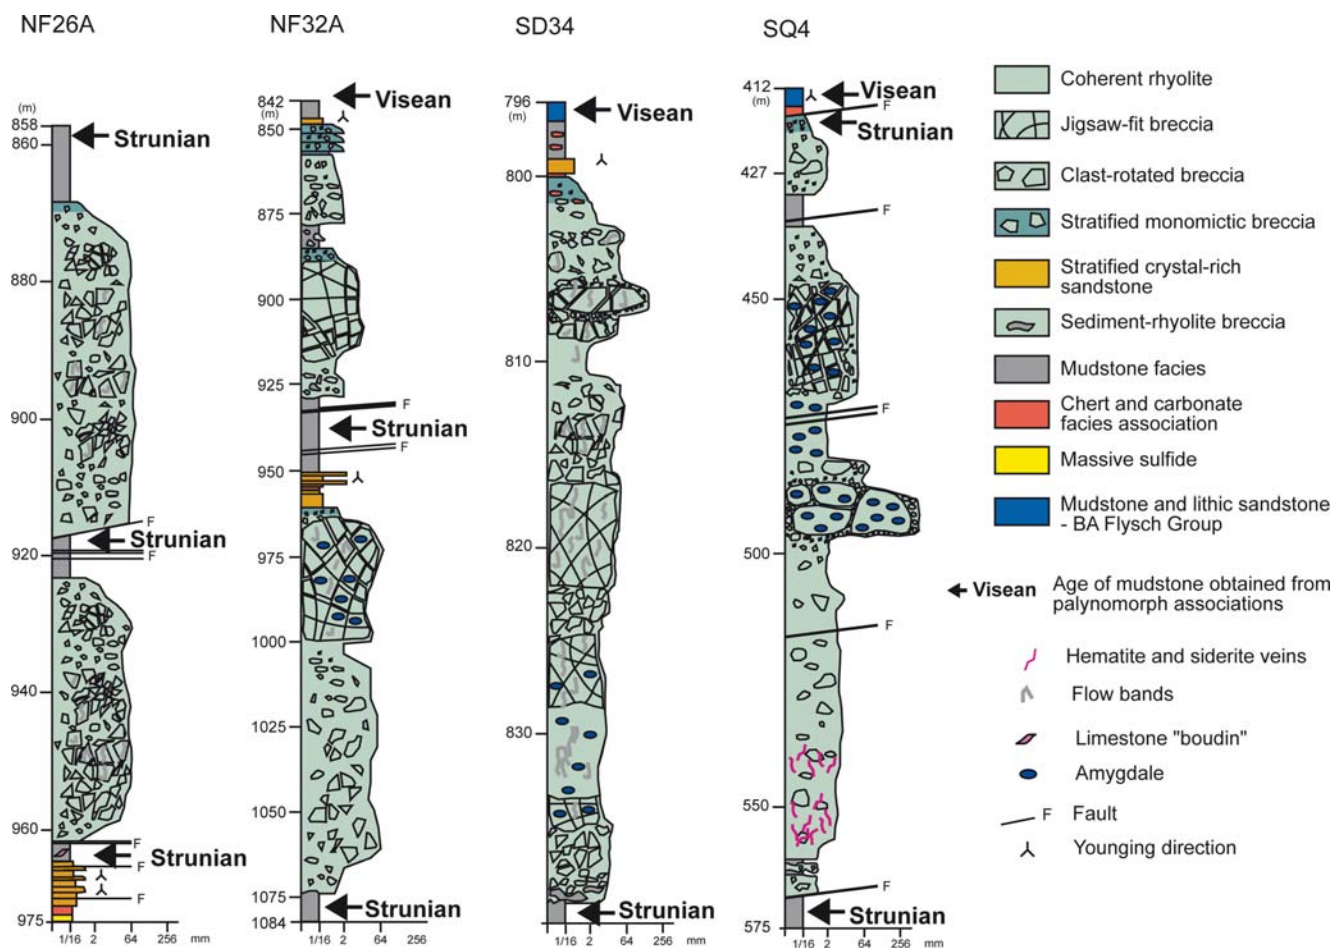 NF26A
NF32A
SD34
SQ4
858
(m)
860
880
900
920
940
960
975
Strunian
F
Strunian
F
F
Strunian
F
F
1/16 2 64 256 mm
842
(m)
850
875
900
925
950
975
1000
1025
1050
1075
1084
Visean
F
Strunian
F
Strunian
1/16 2 64 256
796
(m)
800
810
820
830
Visean
Strunian
1/16 2 64 256
412
(m)
427
450
500
550
575
Visean
F
Strunian
F
F
F
F
F
Strunian
1/16 2 64 256 mm
Coherent rhyolite
Jigsaw-fit breccia
Clast-rotated breccia
Stratified monomictic breccia
Stratified crystal-rich
sandstone
Sediment-rhyolite breccia
Mudstone facies
Chert and carbonate
facies association
Massive sulfide
Mudstone and lithic sandstone
- BA Flysch Group
Visean Age of mudstone obtained from
palynomorph associations
Hematite and siderite veins
Flow bands
Limestone "boudin"
Amygdale
F Fault
Younging direction